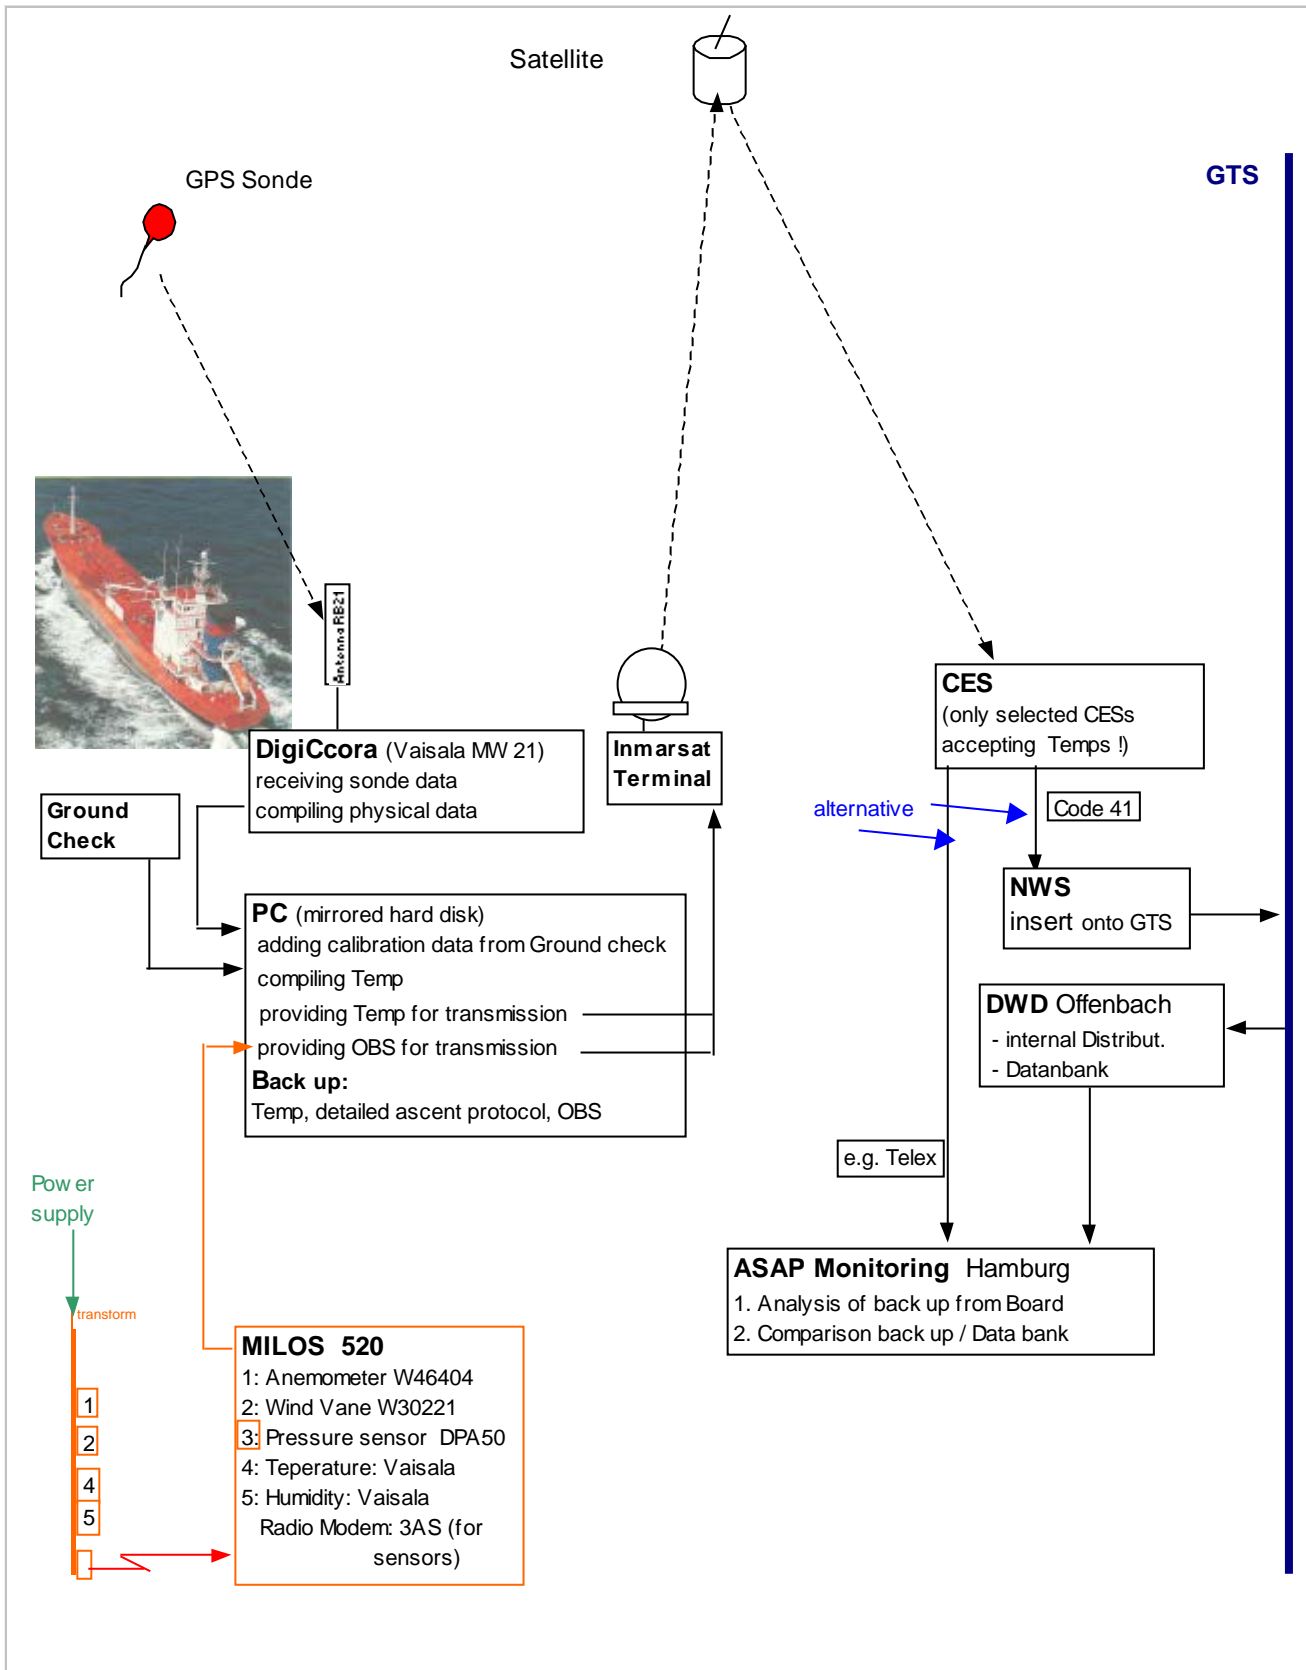 Satellite
GPS Sonde
GTS
Antenna RB21
DigiCcora (Vaisala MW 21)
receiving sonde data
compiling physical data
Inmarsat
Terminal
CES
(only selected CESs
accepting Temps !)
Ground
Check
alternative
Code 41
NWS
insert onto GTS
PC (mirrored hard disk)
adding calibration data from Ground check
compiling Temp
providing Temp for transmission
providing OBS for transmission
Back up:
Temp, detailed ascent protocol, OBS
DWD Offenbach
- internal Distribut.
- Datanbank
e.g. Telex
Power
supply
transform
ASAP Monitoring Hamburg
1. Analysis of back up from Board
2. Comparison back up / Data bank
MILOS 520
1: Anemometer W46404
2: Wind Vane W30221
3: Pressure sensor DPA50
4: Teperature: Vaisala
5: Humidity: Vaisala
Radio Modem: 3AS (for
sensors)
1
2
4
5